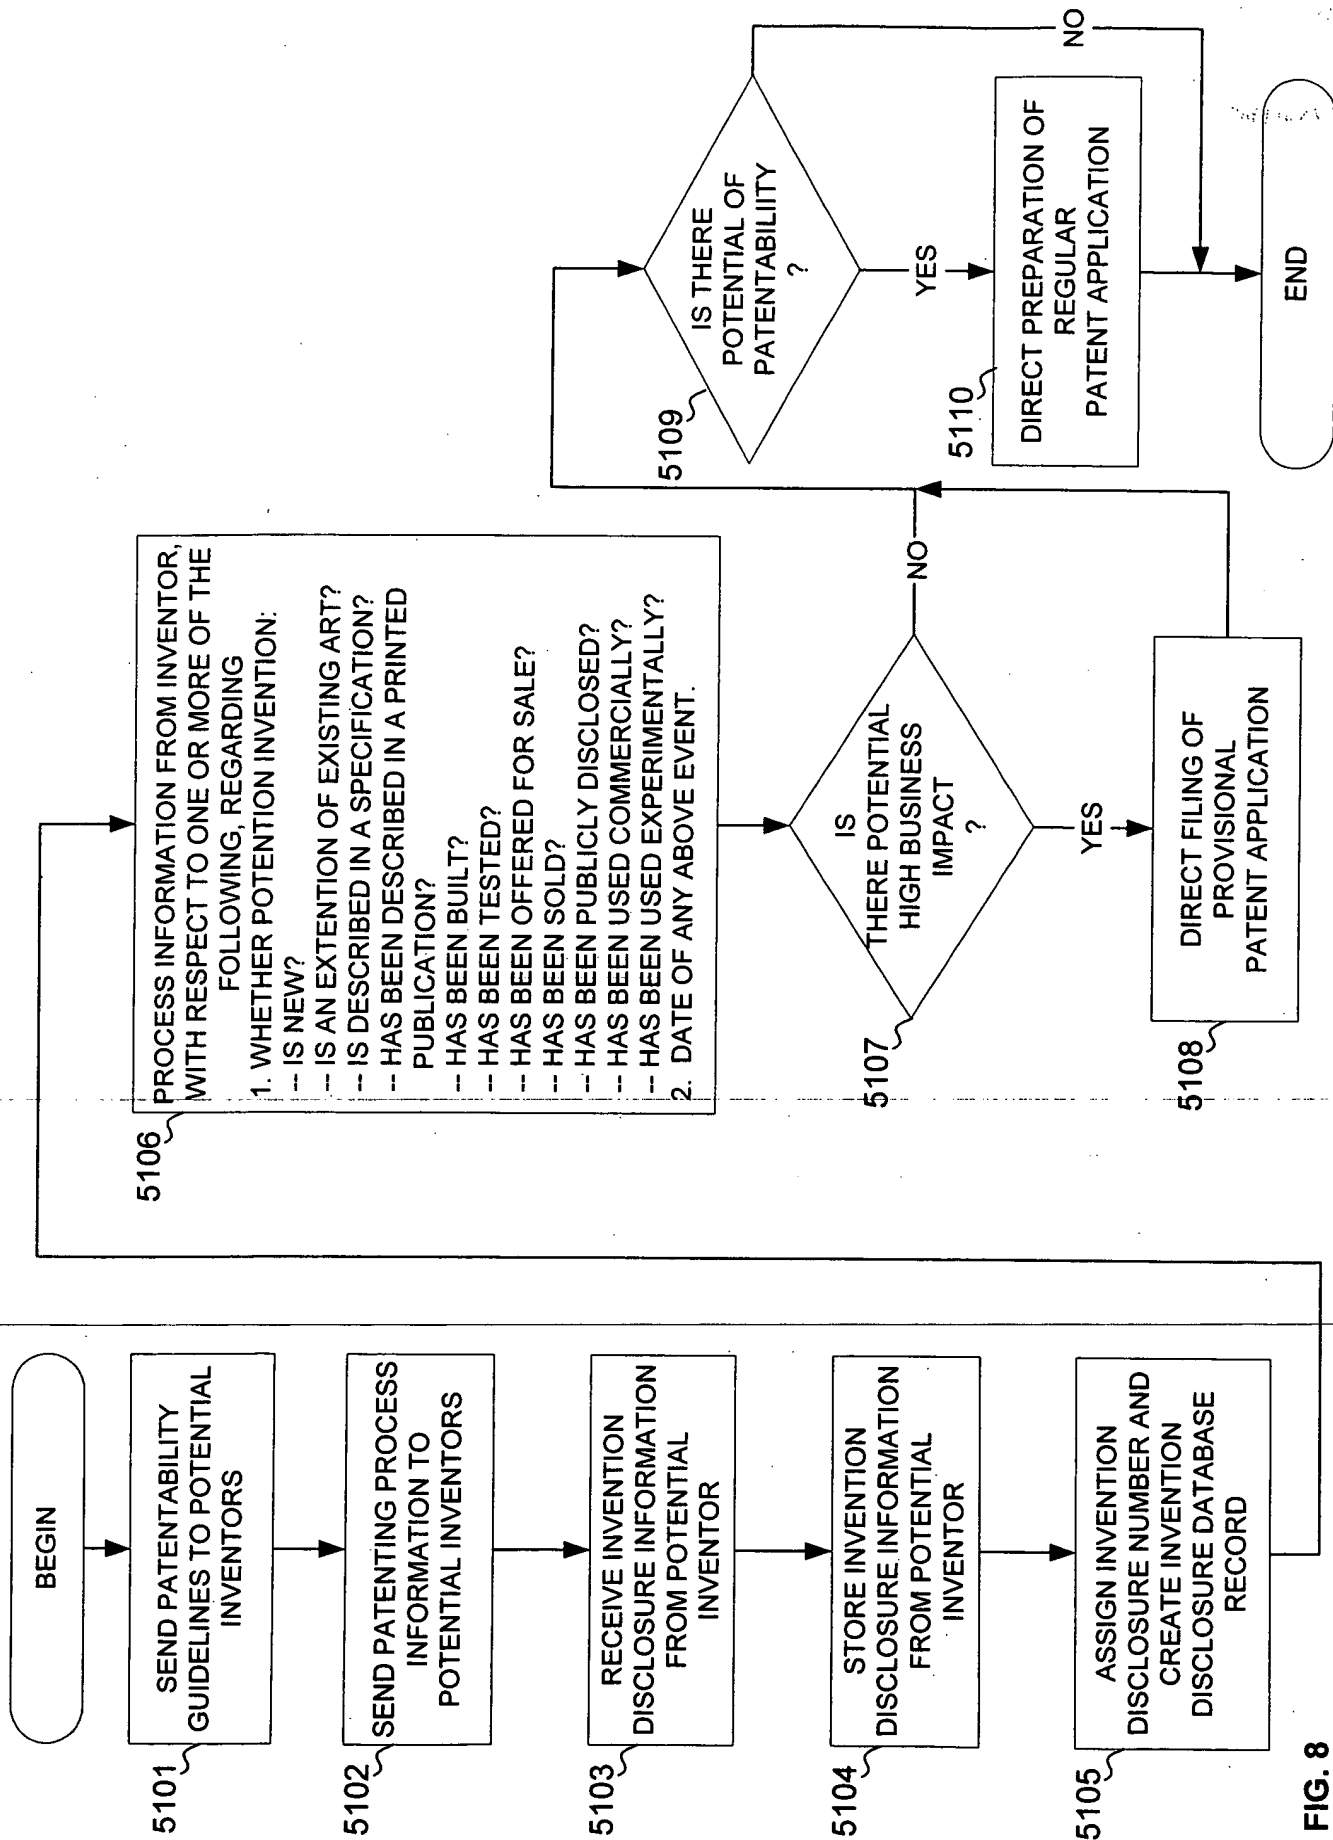 BEGIN
SEND PATENTABILITY
GUIDELINES TO POTENTIAL
INVENTORS
5101
SEND PATENTING PROCESS
INFORMATION TO
POTENTIAL INVENTORS
5102
RECEIVE INVENTION
DISCLOSURE INFORMATION
FROM POTENTIAL
INVENTOR
5103
STORE INVENTION
DISCLOSURE INFORMATION
FROM POTENTIAL
INVENTOR
5104
ASSIGN INVENTION
DISCLOSURE NUMBER AND
CREATE INVENTION
DISCLOSURE DATABASE
RECORD
5105
PROCESS INFORMATION FROM INVENTOR,
WITH RESPECT TO ONE OR MORE OF THE
FOLLOWING, REGARDING
1. WHETHER POTENTION INVENTION:
-- IS NEW?
-- IS AN EXTENTION OF EXISTING ART?
-- IS DESCRIBED IN A SPECIFICATION?
-- HAS BEEN DESCRIBED IN A PRINTED
PUBLICATION?
-- HAS BEEN BUILT?
-- HAS BEEN TESTED?
-- HAS BEEN OFFERED FOR SALE?
-- HAS BEEN SOLD?
-- HAS BEEN PUBLICLY DISCLOSED?
-- HAS BEEN USED COMMERCIALLY?
-- HAS BEEN USED EXPERIMENTALLY?
2. DATE OF ANY ABOVE EVENT.
5106
IS
THERE POTENTIAL
HIGH BUSINESS
IMPACT
?
5107
NO
YES
DIRECT FILING OF
PROVISIONAL
PATENT APPLICATION
5108
IS THERE
POTENTIAL OF
PATENTABLIITY
?
5109
NO
YES
DIRECT PREPARATION OF
REGULAR
PATENT APPLICATION
5110
END
FIG. 8